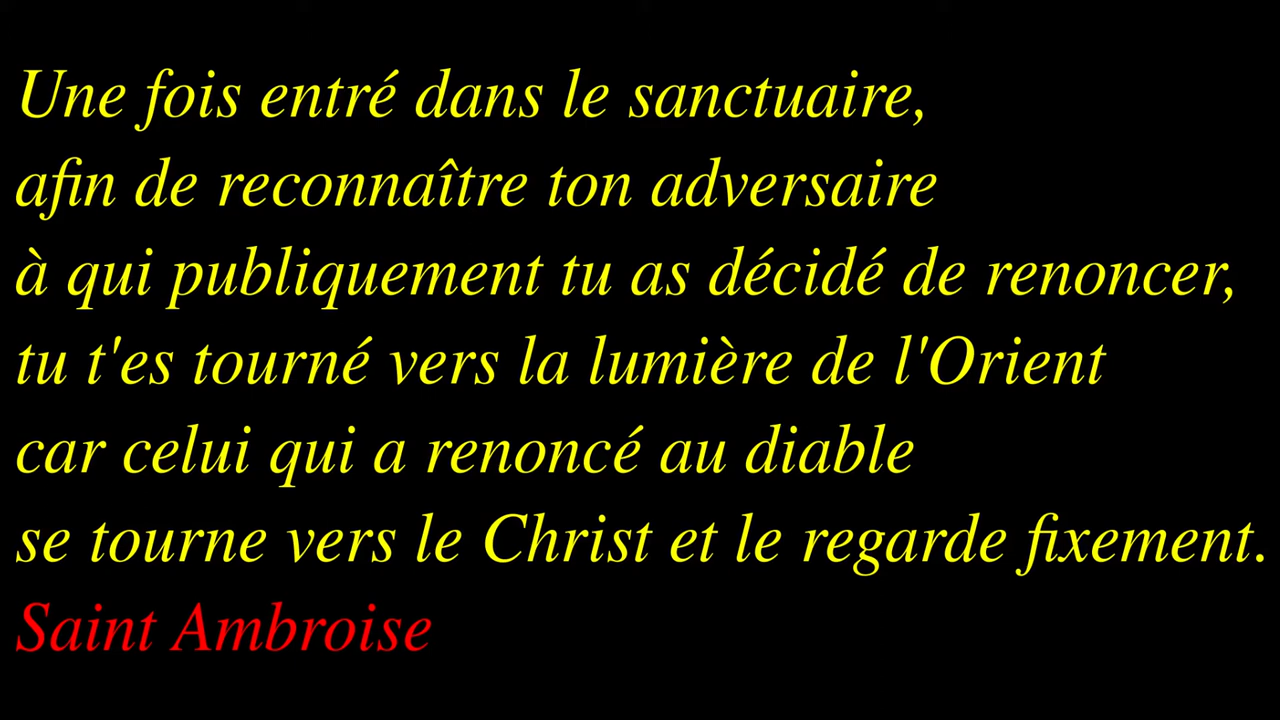 Une fois entré dans le sanctuaire,
afin de reconnaître ton adversaire
à qui publiquement tu as décidé de renoncer,
tu t'es tourné vers la lumière de l'Orient
car celui qui a renoncé au diable
se tourne vers le Christ et le regarde fixement.
Saint Ambroise